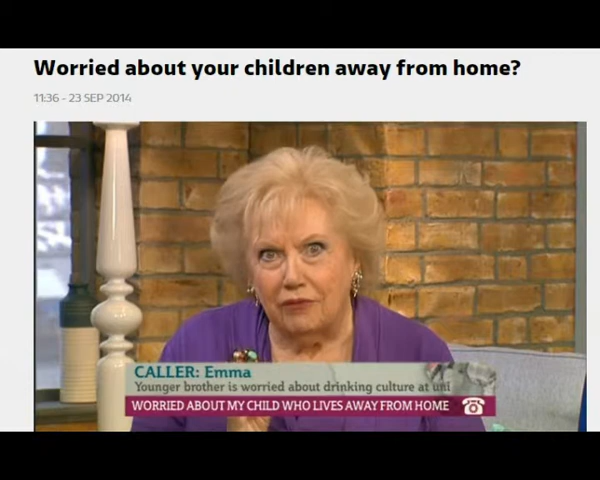 Worried about your children away from home?
11:36 - 23 SEP 2014
CALLER: Emma
Younger brother is worried about drinking culture at uni
WORRIED ABOUT MY CHILD WHO LIVES AWAY FROM HOME